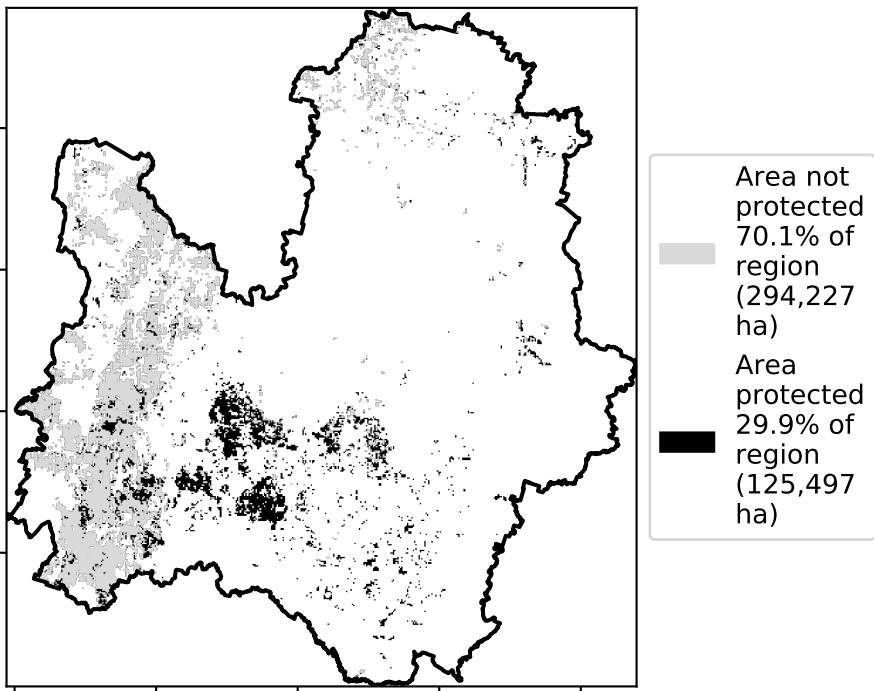 Area not
protected
70.1% of
region
(294,227
ha)
Area
protected
29.9% of
region
(125,497
ha)